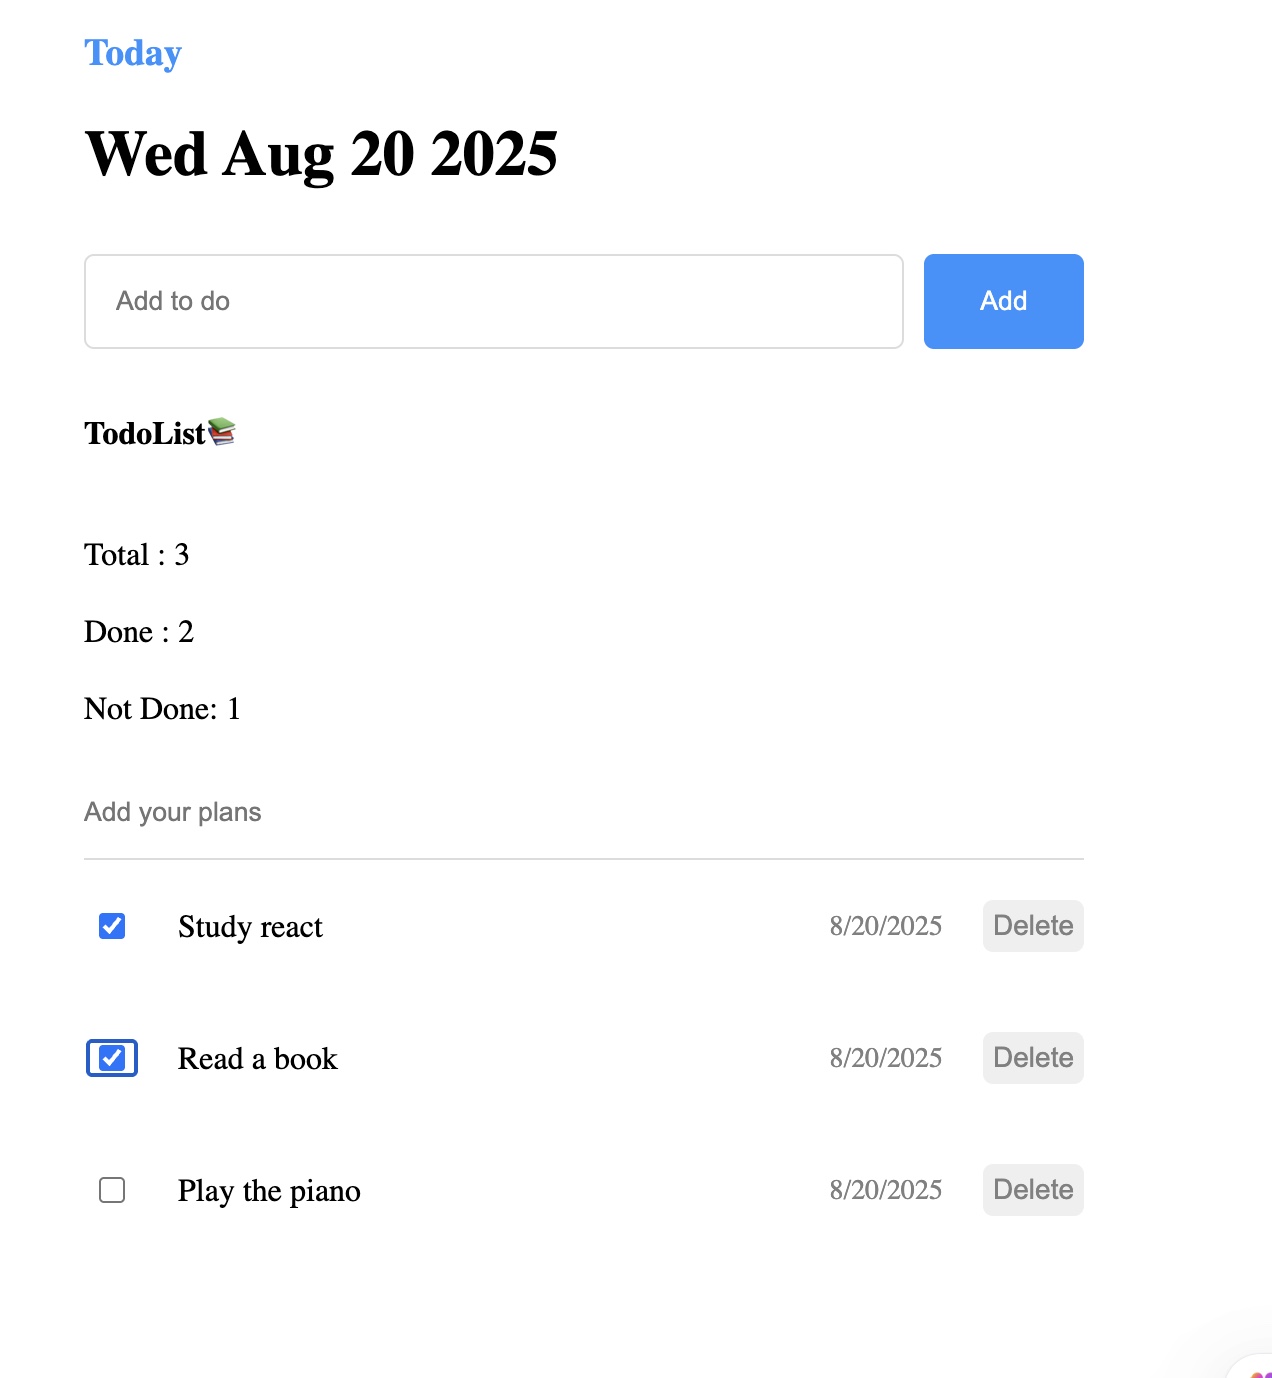 Today
Wed Aug 20 2025
Add to do
Add
TodoList📚
Total : 3
Done : 2
Not Done: 1
Add your plans
Study react 8/20/2025 Delete
Read a book 8/20/2025 Delete
Play the piano 8/20/2025 Delete